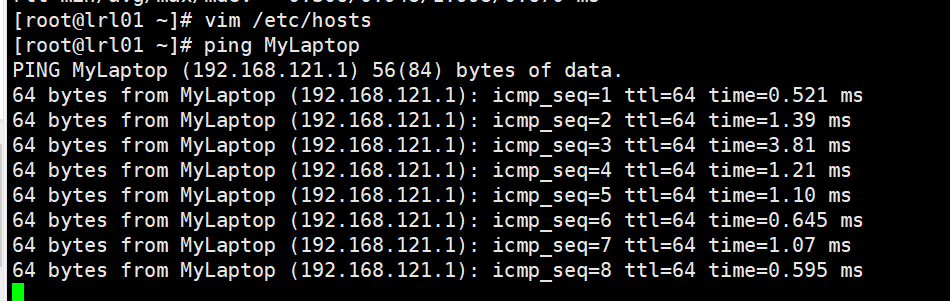 [root@lrl01 ~]# vim /etc/hosts
[root@lrl01 ~]# ping MyLaptop
PING MyLaptop (192.168.121.1) 56(84) bytes of data.
64 bytes from MyLaptop (192.168.121.1): icmp_seq=1 ttl=64 time=0.521 ms
64 bytes from MyLaptop (192.168.121.1): icmp_seq=2 ttl=64 time=1.39 ms
64 bytes from MyLaptop (192.168.121.1): icmp_seq=3 ttl=64 time=3.81 ms
64 bytes from MyLaptop (192.168.121.1): icmp_seq=4 ttl=64 time=1.21 ms
64 bytes from MyLaptop (192.168.121.1): icmp_seq=5 ttl=64 time=1.10 ms
64 bytes from MyLaptop (192.168.121.1): icmp_seq=6 ttl=64 time=0.645 ms
64 bytes from MyLaptop (192.168.121.1): icmp_seq=7 ttl=64 time=1.07 ms
64 bytes from MyLaptop (192.168.121.1): icmp_seq=8 ttl=64 time=0.595 ms